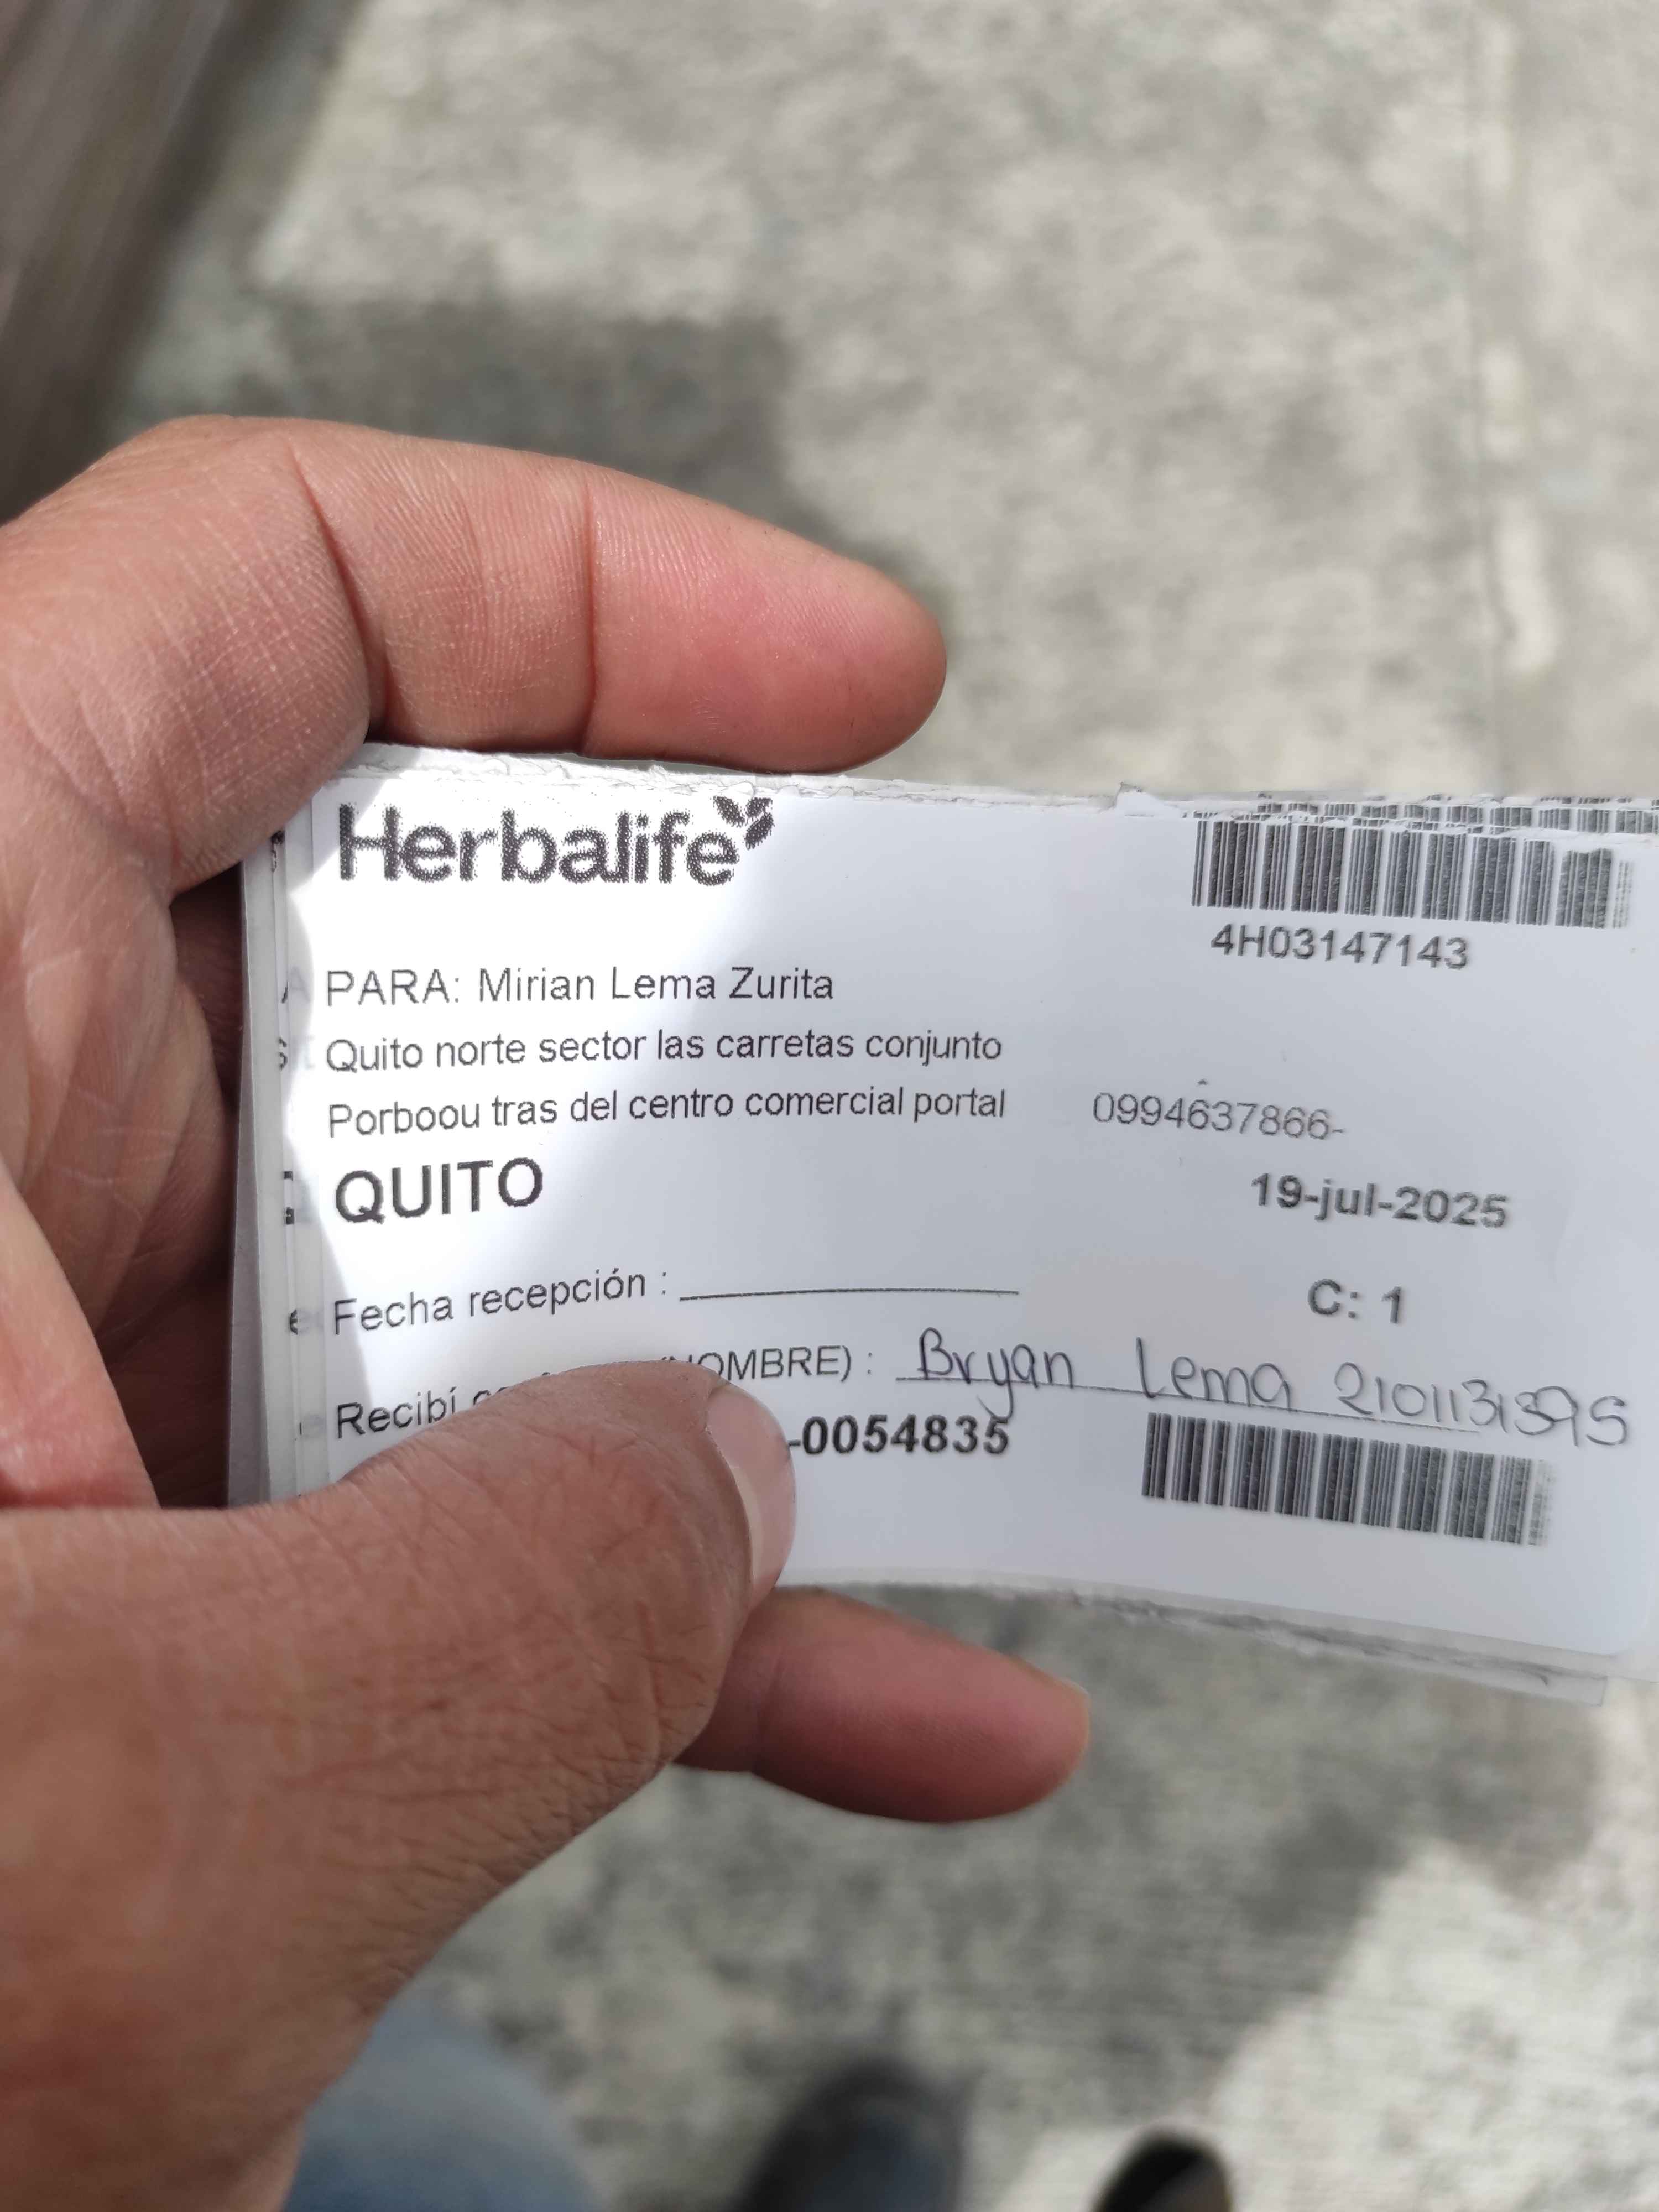 Herbalife
4H03147143
PARA: Mirian Lema Zurita
Quito norte sector las carretas conjunto
Porboou tras del centro comercial portal 0994637866-
QUITO
19-jul-2025
Fecha recepción :
C: 1
Recibí OMBRE) : Bryan Lema 2101131395
-0054835